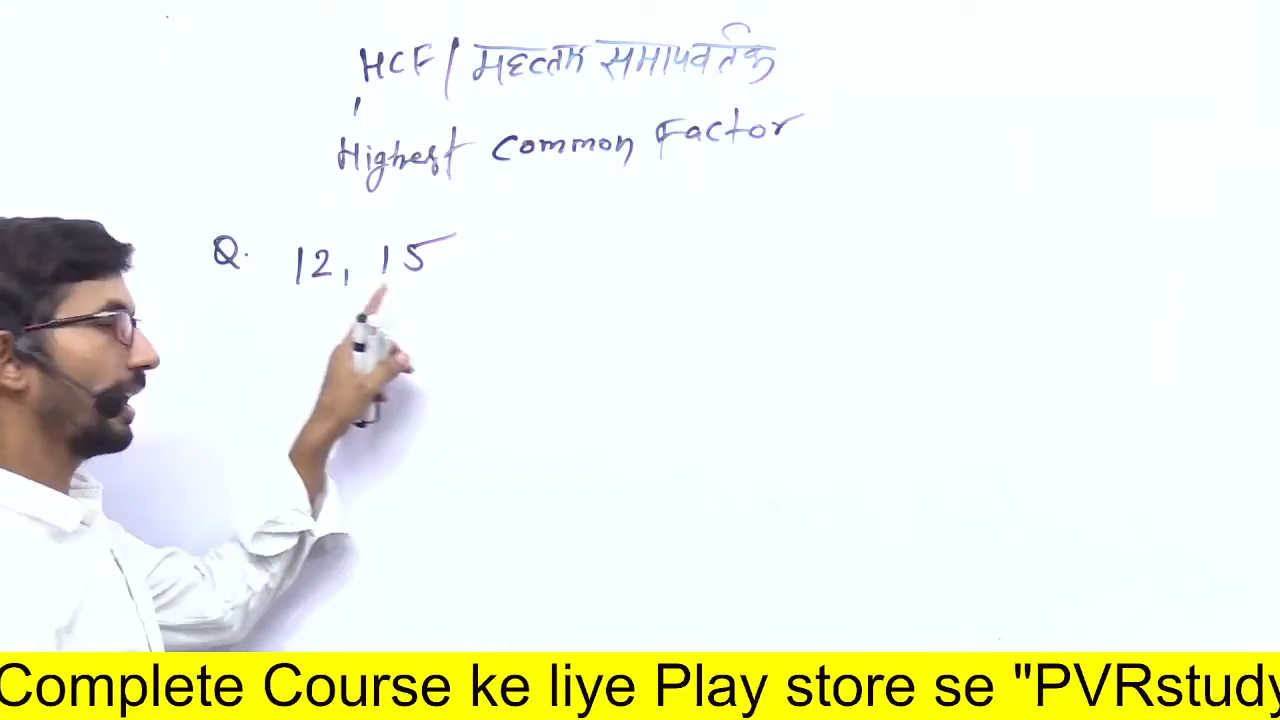 HCF / महत्तम समापवर्तक
Highest Common Factor
Q. 12, 15
Complete Course ke liye Play store se "PVRstudy